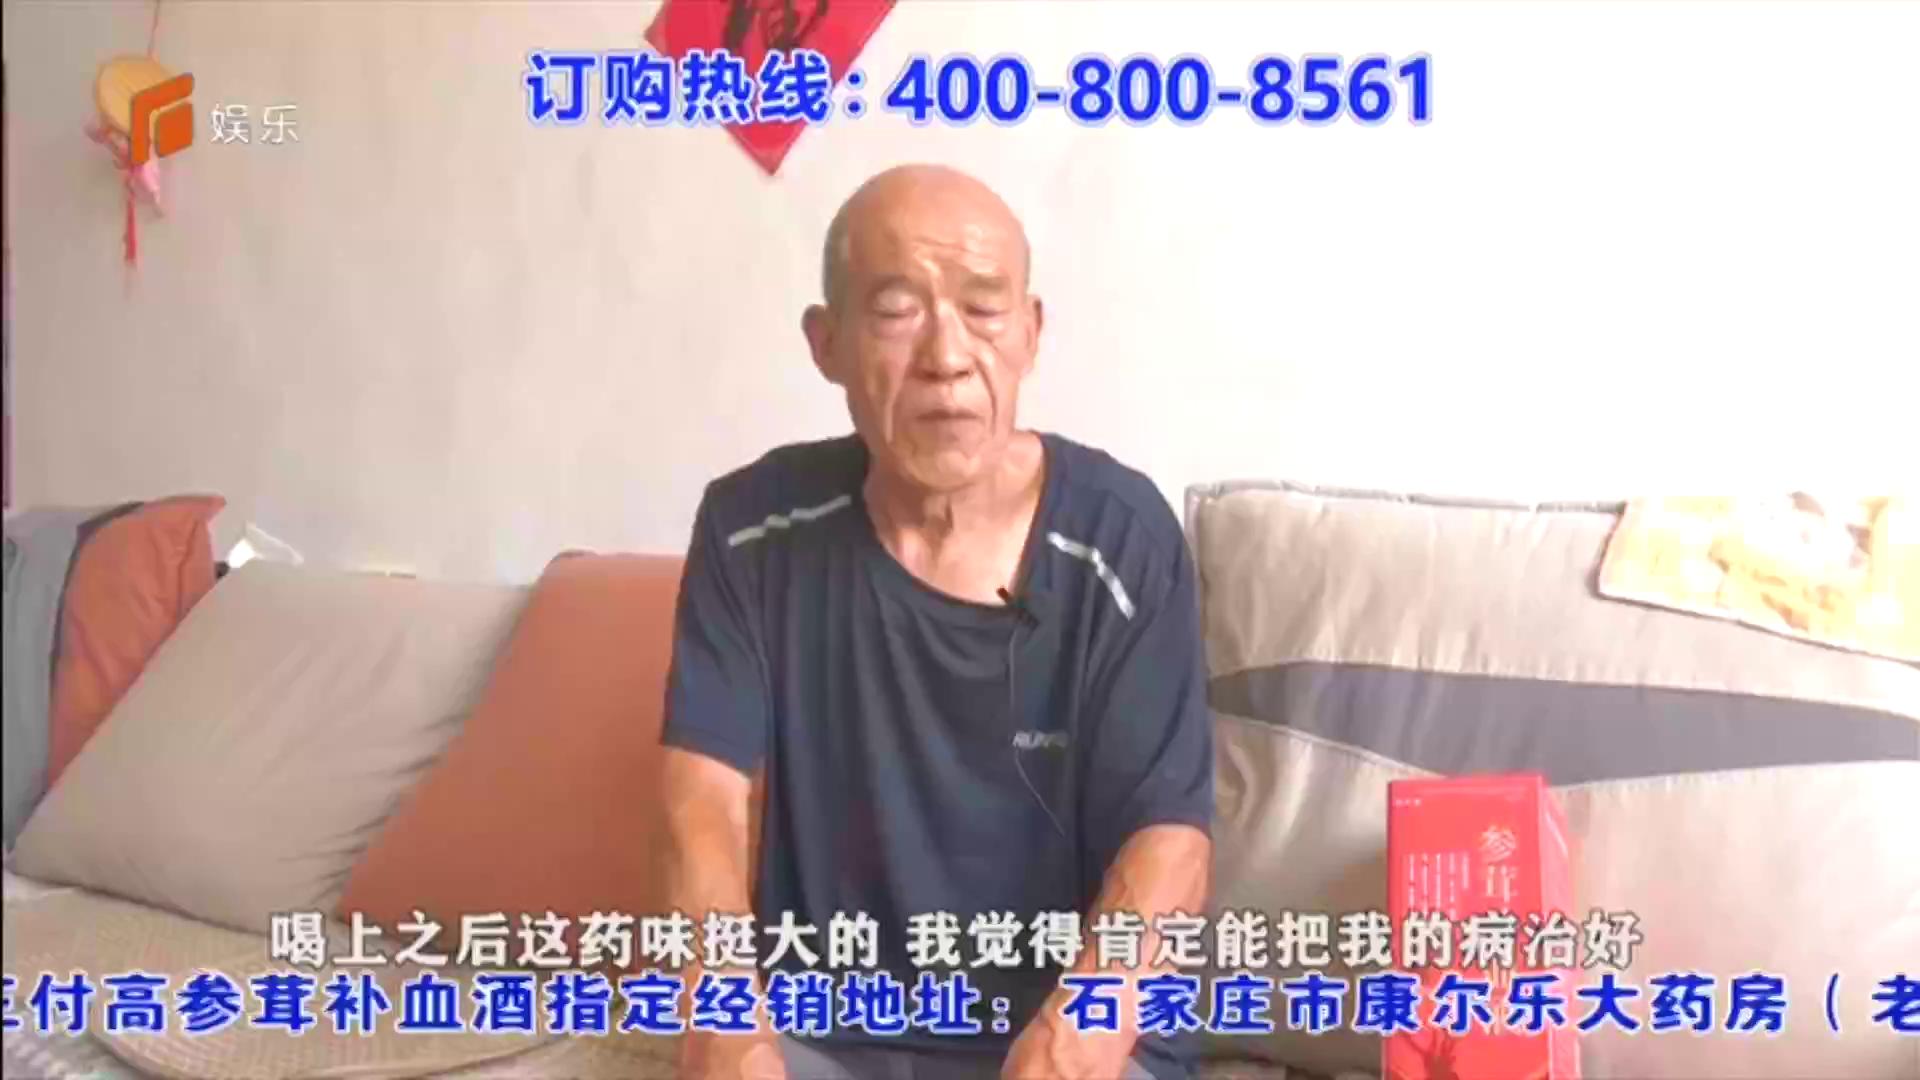 订购热线:400-800-8561
娱乐
参茸
喝上之后这药味挺大的 我觉得肯定能把我的病治好
付高参茸补血酒指定经销地址: 石家庄市康尔乐大药房(老